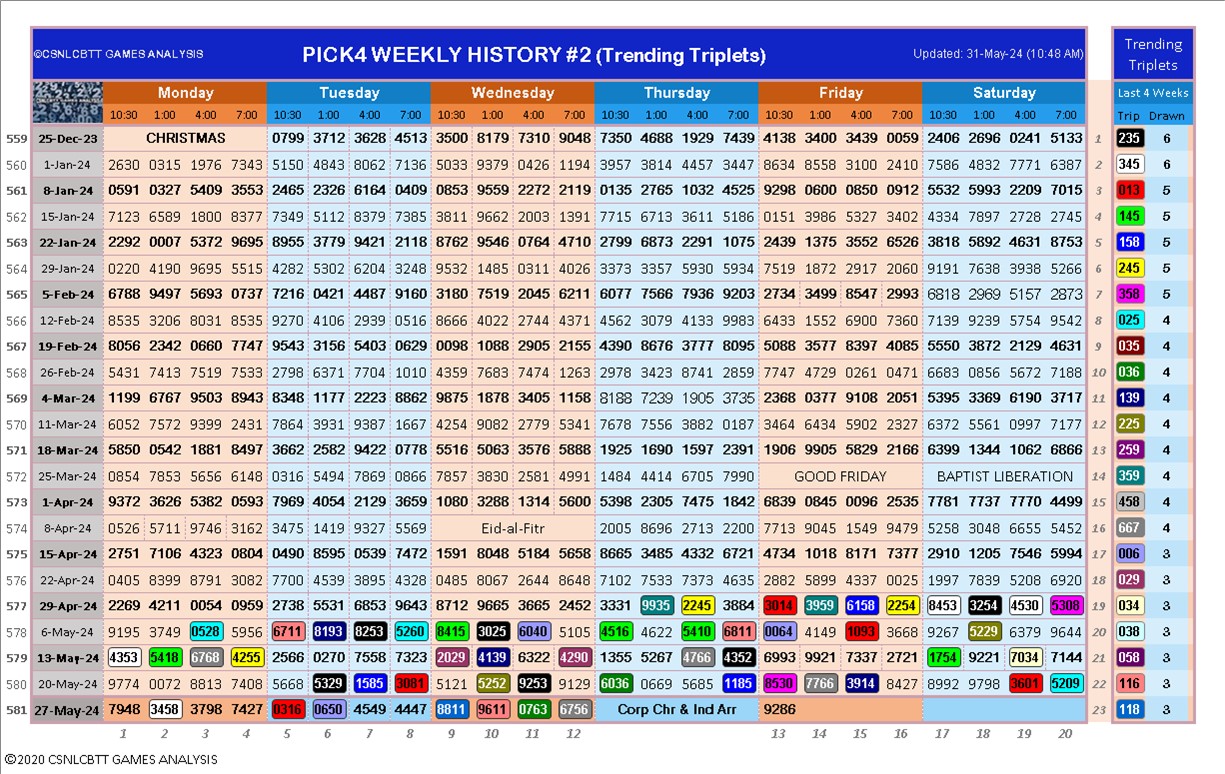 ©CSNLCBTT GAMES ANALYSIS PICK4 WEEKLY HISTORY #2 (Trending Triplets) Updated: 31-May-24 (10:48 AM) Trending Triplets
Monday Tuesday Wednesday Thursday Friday Saturday Last 4 Weeks
10:30 1:00 4:00 7:00 10:30 1:00 4:00 7:00 10:30 1:00 4:00 7:00 10:30 1:00 4:00 7:00 10:30 1:00 4:00 7:00 10:30 1:00 4:00 7:00 Trip Drawn
559 25-Dec-23 CHRISTMAS 0799 3712 3628 4513 3500 8179 7310 9048 7350 4688 1929 7439 4138 3400 3439 0059 2406 2696 0241 5133 1 235 6
560 1-Jan-24 2630 0315 1976 7343 5150 4843 8062 7136 9033 9379 0426 1194 3957 3814 4457 3447 8634 8558 3100 2410 7586 4832 7771 6387 2 345 6
561 8-Jan-24 0591 0327 5409 3553 2465 2326 6164 0409 0853 9559 2272 2119 0135 2765 1032 4525 9298 0600 0850 0912 5532 5993 2209 7015 3 013 5
562 15-Jan-24 7123 6589 1800 8377 7349 5112 8379 7385 3811 9662 2003 1391 7715 6713 3611 5186 0151 3986 5327 3402 4334 7897 2728 2745 4 145 5
563 22-Jan-24 2292 0007 5372 9695 8955 3779 9421 2118 8762 9546 0764 4710 2799 6873 2291 1075 2439 1375 3552 6526 3818 5892 4631 8753 5 158 5
564 29-Jan-24 0220 4190 9695 5515 4282 5302 6204 3248 9532 1485 0311 4026 3373 3357 5930 5934 7519 1872 2917 2060 9191 7638 3938 5266 6 245 5
565 5-Feb-24 6788 9497 5693 0737 7216 0421 4487 9168 3180 7519 2045 6211 6077 7566 7936 9203 2734 3499 8547 2993 6818 2969 5157 2873 7 358 5
566 12-Feb-24 8535 3206 8031 8535 9270 4106 2939 0516 8666 4022 2744 4371 4562 3079 4133 9983 6433 1552 6900 7360 7139 9239 5754 9542 8 025 4
567 19-Feb-24 8056 2342 0660 7747 9543 3156 5403 0629 0098 1088 2905 2155 4390 8676 3777 8095 5088 3577 8397 4085 5550 3872 2129 4631 9 035 4
568 26-Feb-24 5431 7413 7519 7533 2798 6371 7704 1010 4359 7683 7474 1263 2978 3423 8741 2859 7747 4729 0261 0471 6683 0856 5672 7188 10 036 4
569 4-Mar-24 1199 6767 9503 8943 8348 1177 2223 8862 9875 1878 3405 1158 8188 7239 1905 3735 2368 0377 9108 2051 5395 3369 6190 3717 11 139 4
570 11-Mar-24 6052 7572 9399 2431 7864 3931 9387 1667 4254 9082 2779 5341 7678 7556 3882 0187 3464 6434 5902 2327 6372 5561 0997 7177 12 225 4
571 18-Mar-24 5850 0542 1881 8497 3662 2582 9422 0778 5516 5063 3576 5888 1925 1690 1597 2391 1906 9905 5829 2166 6399 1344 1062 6866 13 259 4
572 25-Mar-24 0854 7853 5656 6148 0316 5494 7869 0866 9857 3830 2581 4991 1484 4414 6705 7990 GOOD FRIDAY BAPTIST LIBERATION 14 359 4
573 1-Apr-24 9372 3626 5382 0593 7969 4054 2129 3659 1080 3288 1314 5600 5398 2305 7475 1842 6839 0845 0096 2535 7781 7737 7770 4499 15 458 4
574 8-Apr-24 0526 5711 9746 3162 3475 1419 9327 5569 Eid-al-Fitr 2005 8696 2713 2200 7713 9045 1549 9479 5258 3048 6655 5452 16 667 4
575 15-Apr-24 2751 7106 4323 0804 0490 8595 0539 7472 1591 8048 5184 5658 8665 3485 4332 6721 4734 1018 8171 7377 2910 1205 7546 5994 17 006 3
576 22-Apr-24 0405 8399 8791 3082 7700 4539 3895 4328 0485 8067 2644 8648 7102 7533 7373 4635 2882 5899 4337 0025 1997 7839 5208 6920 18 029 3
577 29-Apr-24 2269 4211 0054 0959 2738 5531 6853 9643 8712 9665 3665 2452 3331 9935 2245 3884 3014 3959 6158 2254 8453 3254 4530 5308 19 034 3
578 6-May-24 9195 3749 0528 5956 6711 8193 8253 5260 8415 3025 6040 5105 4516 4622 5410 6811 0064 4149 1093 3668 9267 5229 6379 9644 20 038 3
579 13-May-24 4353 5418 6768 4255 2566 0270 7558 7323 2029 4139 6322 4290 1355 5267 4766 4352 6993 9921 7337 2721 1754 9221 7034 7144 21 058 3
580 20-May-24 9774 0072 8813 7408 5668 5329 1585 3081 5121 5252 9253 9129 6036 0669 5685 1185 8530 7766 3914 8427 8992 9798 3601 5209 22 116 3
581 27-May-24 7948 3458 3798 7427 0316 0650 4549 4447 8811 9611 0763 6756 Corp Chr & Ind Arr 9286 23 118 3
1 2 3 4 5 6 7 8 9 10 11 12 13 14 15 16 17 18 19 20
©2020 CSNLCBTT GAMES ANALYSIS